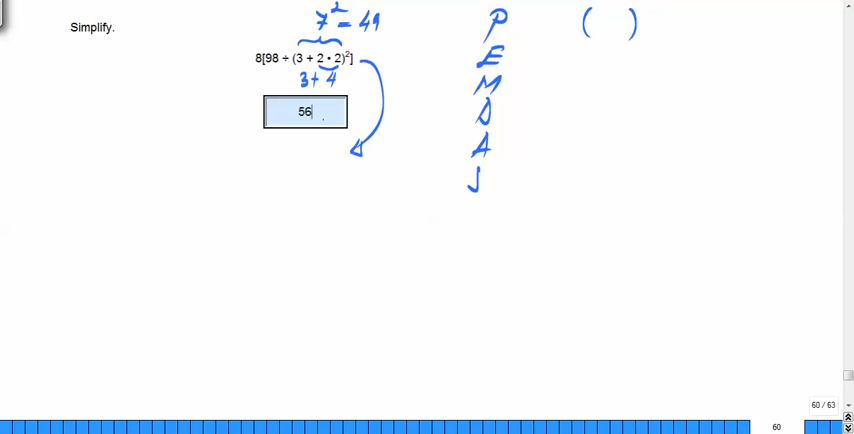 7² = 49
P ( )
Simplify.
8[98 ÷ (3 + 2 • 2)²]
E
3 + 4
M
56
D
A
S
60 / 63
60